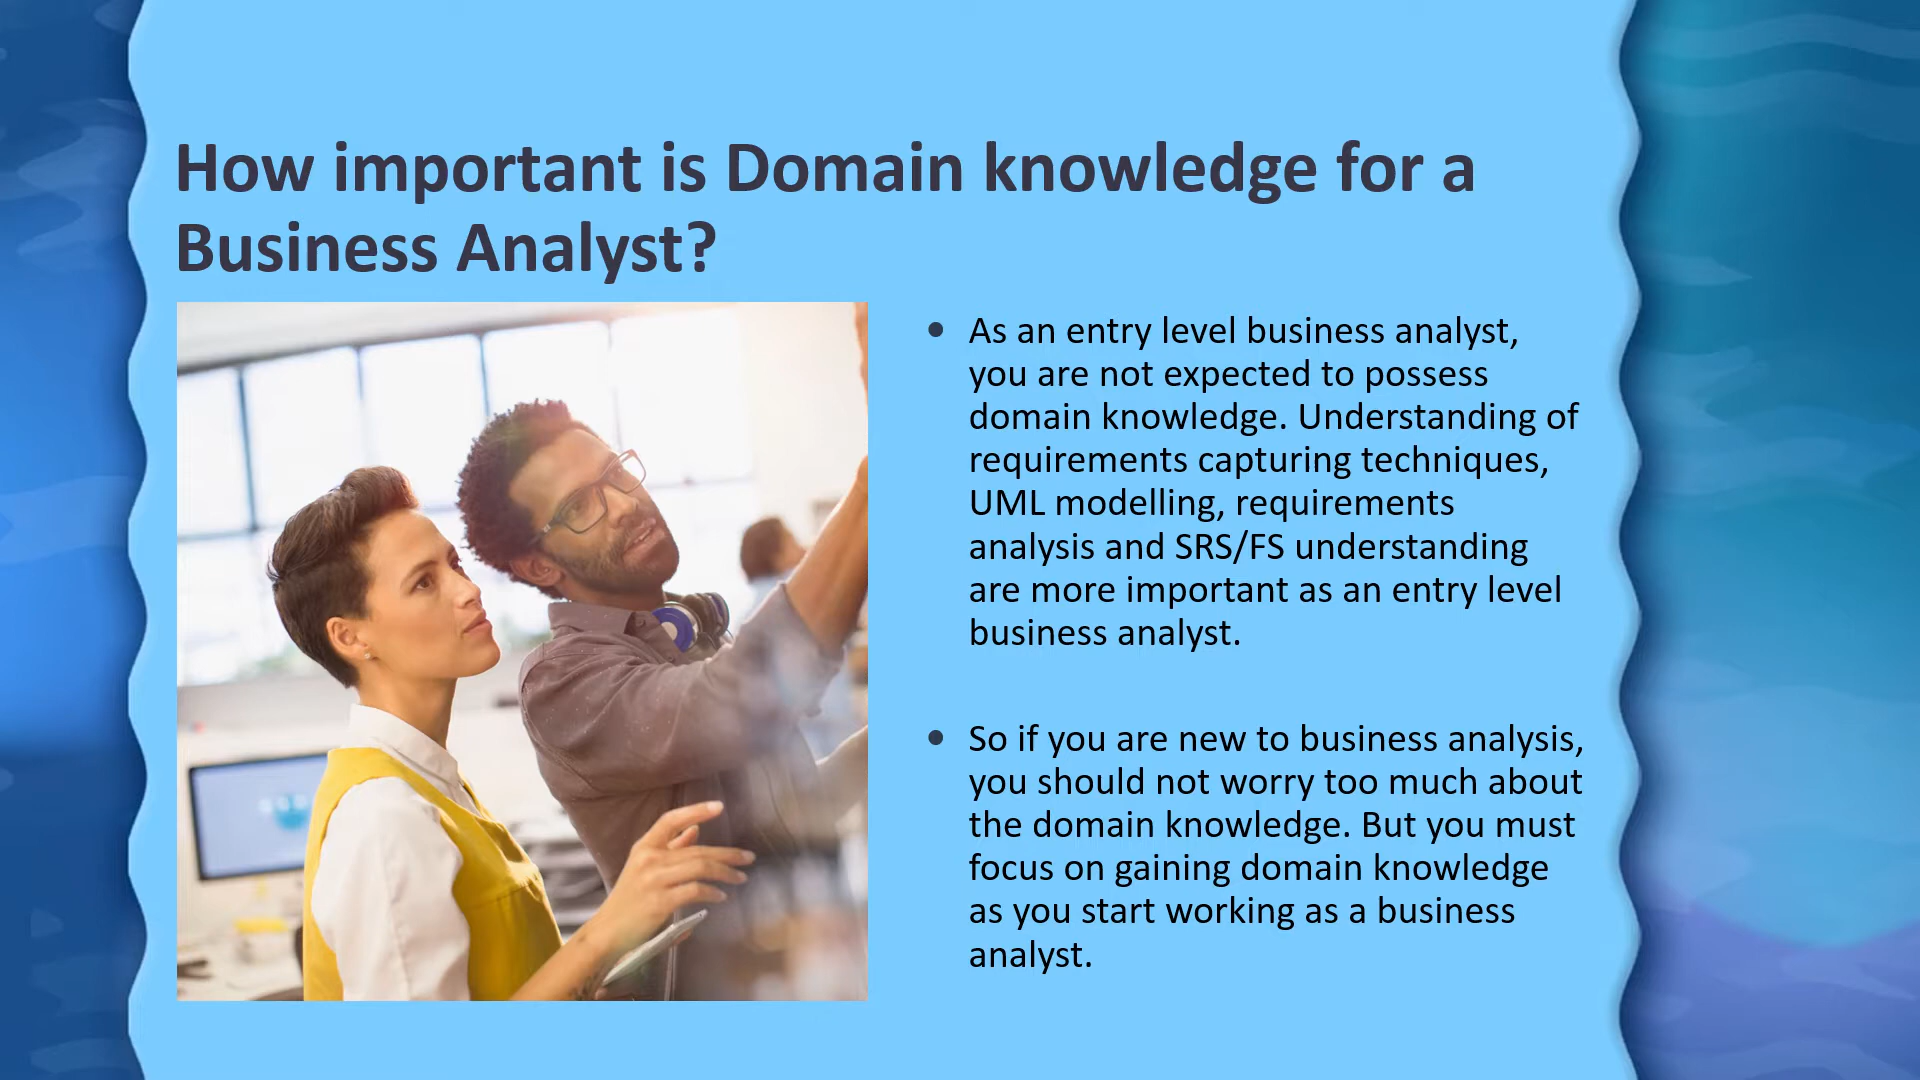 How important is Domain knowledge for a
Business Analyst?
• As an entry level business analyst,
you are not expected to possess
domain knowledge. Understanding of
requirements capturing techniques,
UML modelling, requirements
analysis and SRS/FS understanding
are more important as an entry level
business analyst.
• So if you are new to business analysis,
you should not worry too much about
the domain knowledge. But you must
focus on gaining domain knowledge
as you start working as a business
analyst.